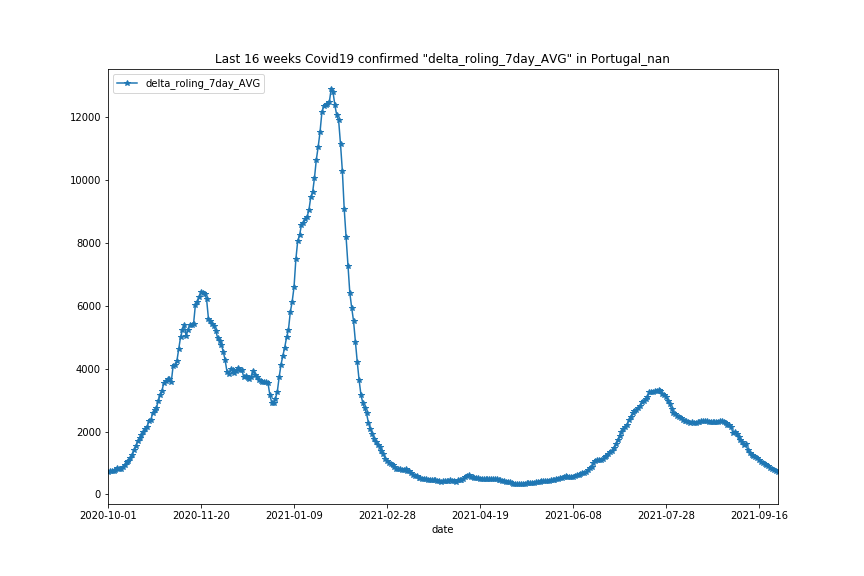 Last 16 weeks Covid19 confirmed "delta_roling_7day_AVG" in Portugal_nan
delta_roling_7day_AVG
12000
10000
8000
6000
4000
2000
0
2020-10-01 2020-11-20 2021-01-09 2021-02-28 2021-04-19 2021-06-08 2021-07-28 2021-09-16
date